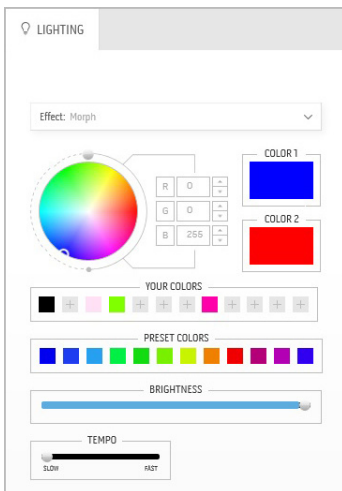 LIGHTING
Effect: Morph
COLOR 1
R 0
G 0
B 255
COLOR 2
YOUR COLORS
PRESET COLORS
BRIGHTNESS
TEMPO
SLOW FAST